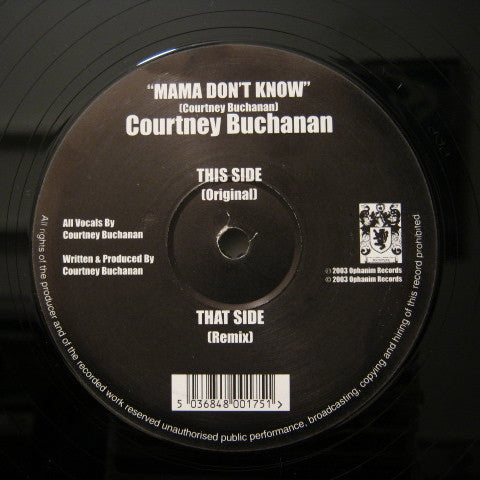 "MAMA DON'T KNOW"
(Courtney Buchanan)
Courtney Buchanan
THIS SIDE
(Original)
All Vocals By
Courtney Buchanan
Written & Produced By
Courtney Buchanan
℗ 2003 Ophanim Records
© 2003 Ophanim Records
THAT SIDE
(Remix)
5 036848 001751 >
All rights of the producer and of the recorded work reserved unauthorised public performance, broadcasting, copying and hiring of this record prohibited